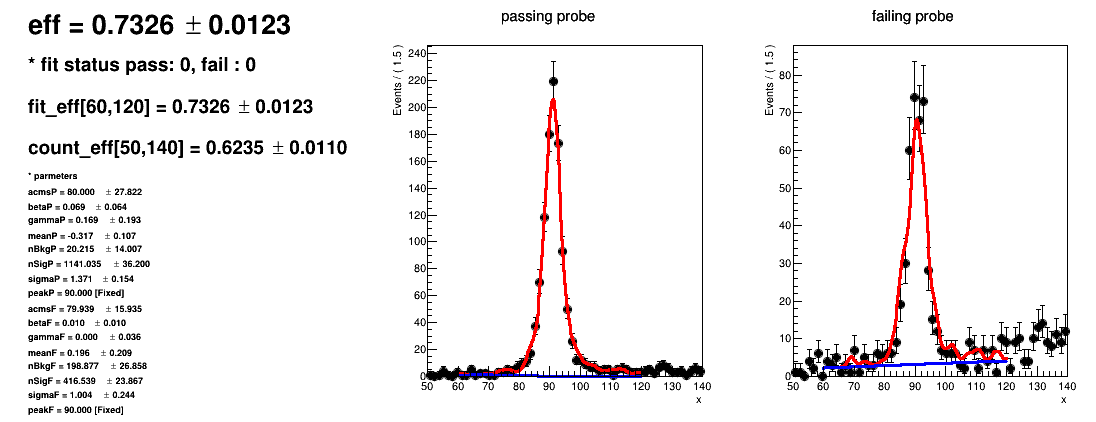 eff = 0.7326 ± 0.0123
* fit status pass: 0, fail : 0
fit_eff[60,120] = 0.7326 ± 0.0123
count_eff[50,140] = 0.6235 ± 0.0110
* parmeters
acmsP = 80.000 ± 27.822
betaP = 0.069 ± 0.064
gammaP = 0.169 ± 0.193
meanP = -0.317 ± 0.107
nBkgP = 20.215 ± 14.007
nSigP = 1141.035 ± 36.200
sigmaP = 1.371 ± 0.154
peakP = 90.000 [Fixed]
acmsF = 79.939 ± 15.935
betaF = 0.010 ± 0.010
gammaF = 0.000 ± 0.036
meanF = 0.196 ± 0.209
nBkgF = 198.877 ± 26.858
nSigF = 416.539 ± 23.867
sigmaF = 1.004 ± 0.244
peakF = 90.000 [Fixed]
passing probe
Events / ( 1.5 )
240
220
200
180
160
140
120
100
80
60
40
20
0
50 60 70 80 90 100 110 120 130 140
x
failing probe
Events / ( 1.5 )
80
70
60
50
40
30
20
10
0
50 60 70 80 90 100 110 120 130 140
x